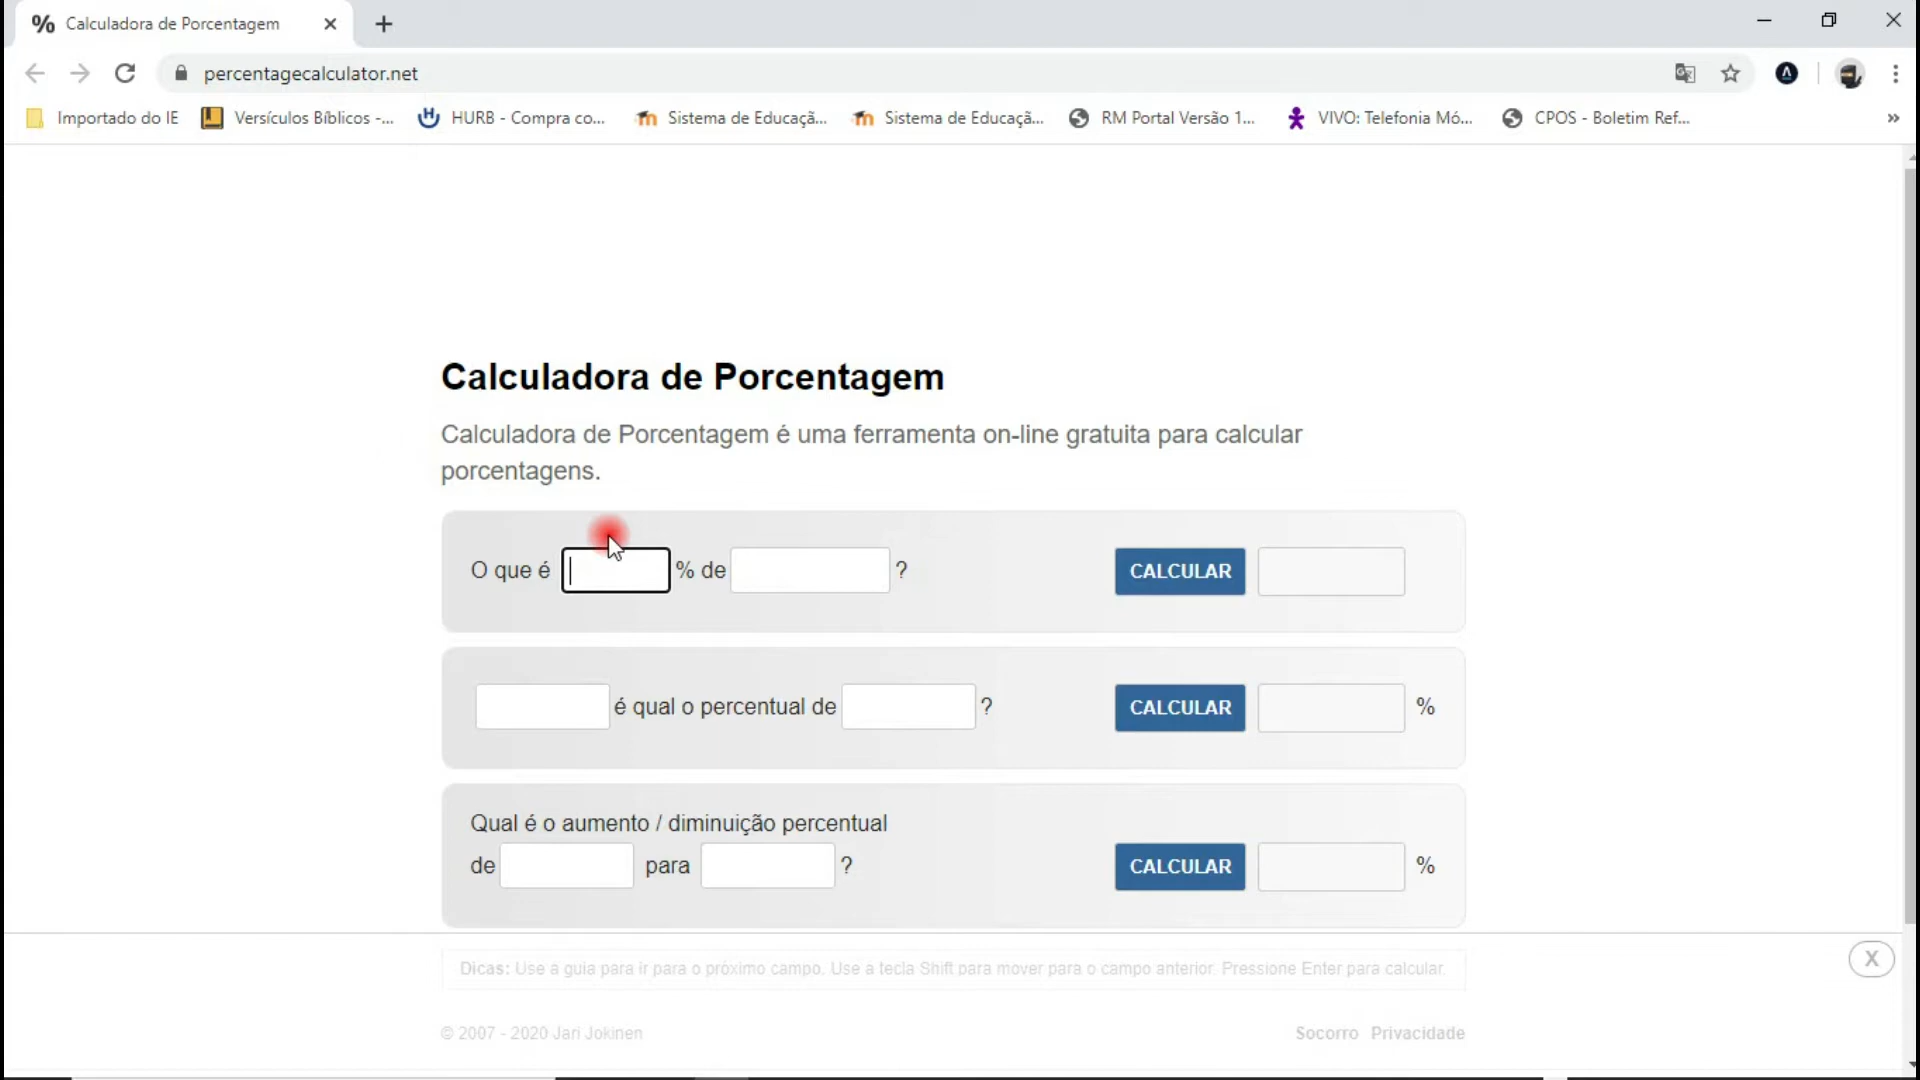 % Calculadora de Porcentagem
percentagecalculator.net
Importado do IE Versículos Bíblicos -... HURB - Compra co... Sistema de Educaçã... Sistema de Educaçã... RM Portal Versão 1... VIVO: Telefonia Mó... CPOS - Boletim Ref... »
Calculadora de Porcentagem
Calculadora de Porcentagem é uma ferramenta on-line gratuita para calcular
porcentagens.
O que é % de ? CALCULAR
é qual o percentual de ? CALCULAR %
Qual é o aumento / diminuição percentual
de para ? CALCULAR %
Dicas: Use a guia para ir para o próximo campo. Use a tecla Shift para mover para o campo anterior. Pressione Enter para calcular.
X
© 2007 - 2020 Jari Jokinen Socorro Privacidade